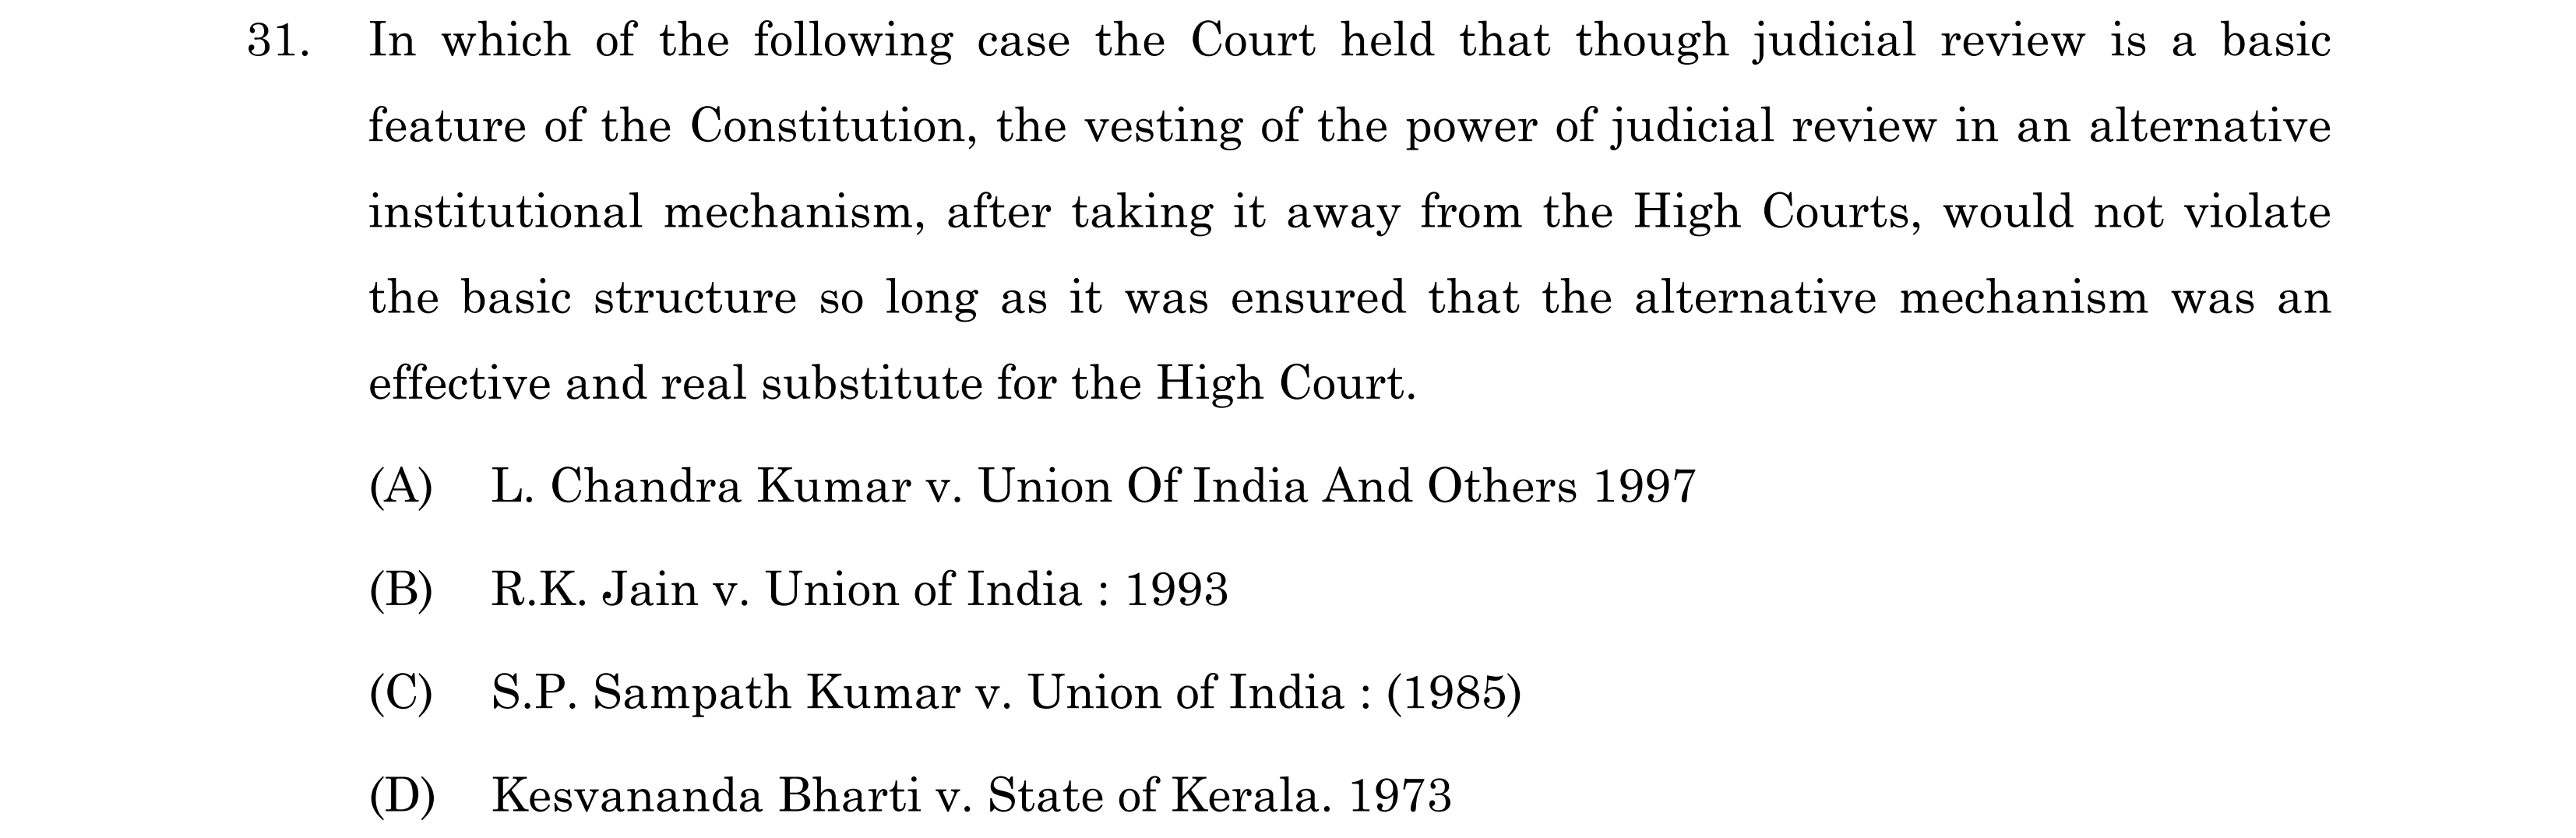 31. In which of the following case the Court held that though judicial review is a basic
feature of the Constitution, the vesting of the power of judicial review in an alternative
institutional mechanism, after taking it away from the High Courts, would not violate
the basic structure so long as it was ensured that the alternative mechanism was an
effective and real substitute for the High Court.
(A) L. Chandra Kumar v. Union Of India And Others 1997
(B) R.K. Jain v. Union of India : 1993
(C) S.P. Sampath Kumar v. Union of India : (1985)
(D) Kesvananda Bharti v. State of Kerala. 1973